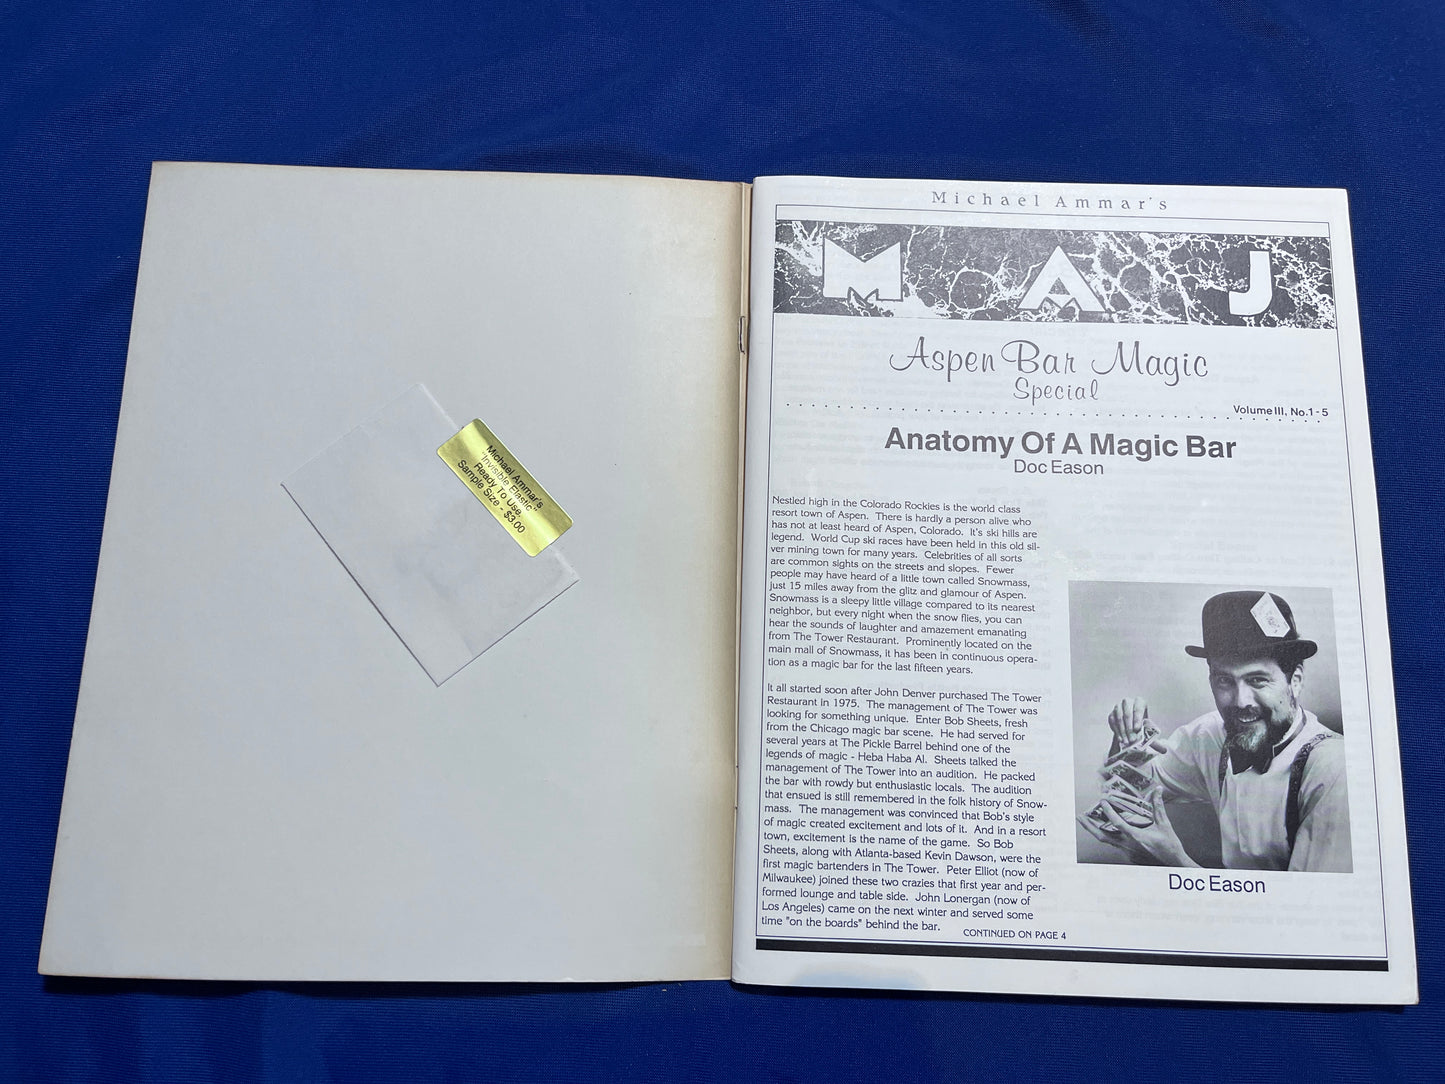 Michael Ammar's
"Invisible Elastic"
Ready To Use.
Sample Size - $3.00
Michael Ammar's
M A J
Aspen Bar Magic
Special
Volume III, No.1-5
Anatomy Of A Magic Bar
Doc Eason
Nestled high in the Colorado Rockies is the world class
resort town of Aspen. There is hardly a person alive who
has not at least heard of Aspen, Colorado. It's ski hills are
legend. World Cup ski races have been held in this old sil-
ver mining town for many years. Celebrities of all sorts
are common sights on the streets and slopes. Fewer
people may have heard of a little town called Snowmass,
just 15 miles away from the glitz and glamour of Aspen.
Snowmass is a sleepy little village compared to its nearest
neighbor, but every night when the snow flies, you can
hear the sounds of laughter and amazement emanating
from The Tower Restaurant. Prominently located on the
main mall of Snowmass, it has been in continuous opera-
tion as a magic bar for the last fifteen years.
It all started soon after John Denver purchased The Tower
Restaurant in 1975. The management of The Tower was
looking for something unique. Enter Bob Sheets, fresh
from the Chicago magic bar scene. He had served for
several years at The Pickle Barrel behind one of the
legends of magic - Heba Haba Al. Sheets talked the
management of The Tower into an audition. He packed
the bar with rowdy but enthusiastic locals. The audition
that ensued is still remembered in the folk history of Snow-
mass. The management was convinced that Bob's style
of magic created excitement and lots of it. And in a resort
town, excitement is the name of the game. So Bob
Sheets, along with Atlanta-based Kevin Dawson, were the
first magic bartenders in The Tower. Peter Elliot (now of
Milwaukee) joined these two crazies that first year and per-
formed lounge and table side. John Lonergan (now of
Los Angeles) came on the next winter and served some
time "on the boards" behind the bar.
CONTINUED ON PAGE 4
Doc Eason